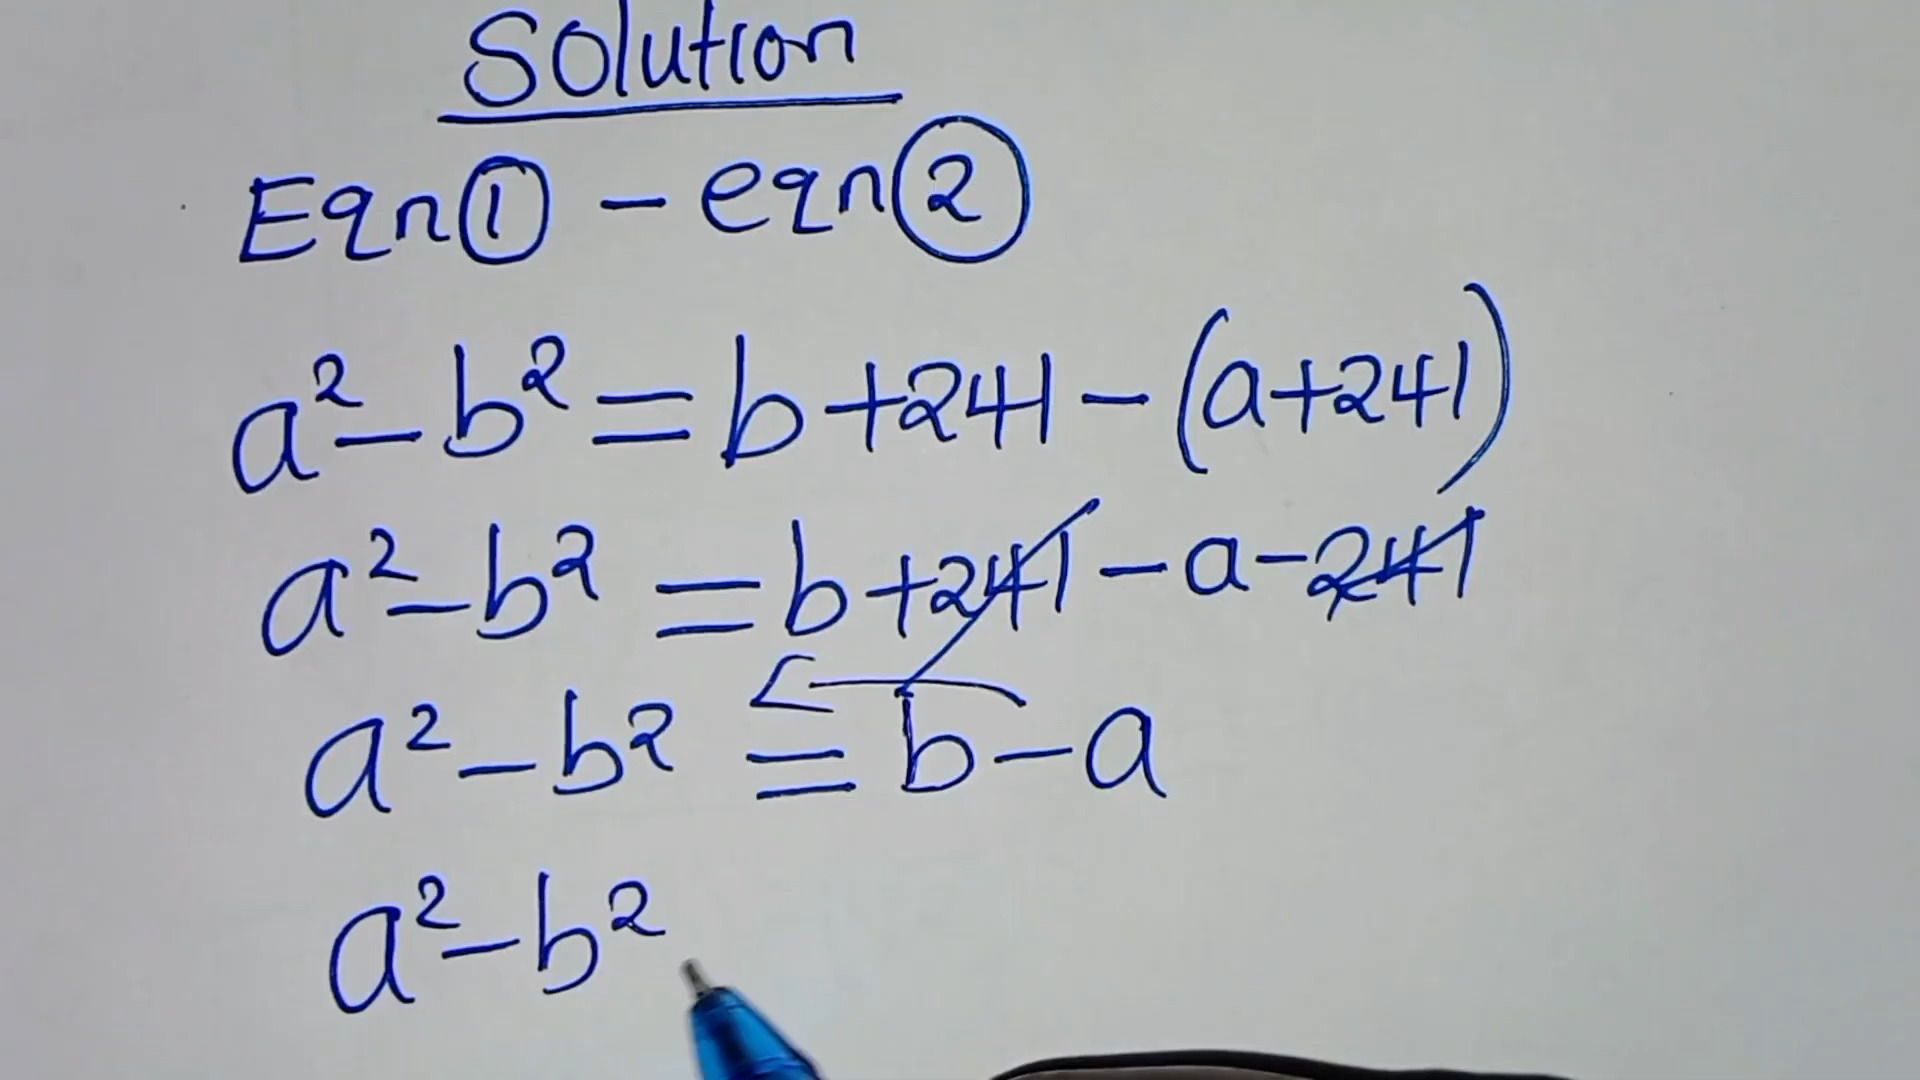 Solution
Eqn① - eqn②
a² - b² = b + 241 - (a + 241)
a² - b² = b + 241 - a - 241
a² - b² = b - a
a² - b²